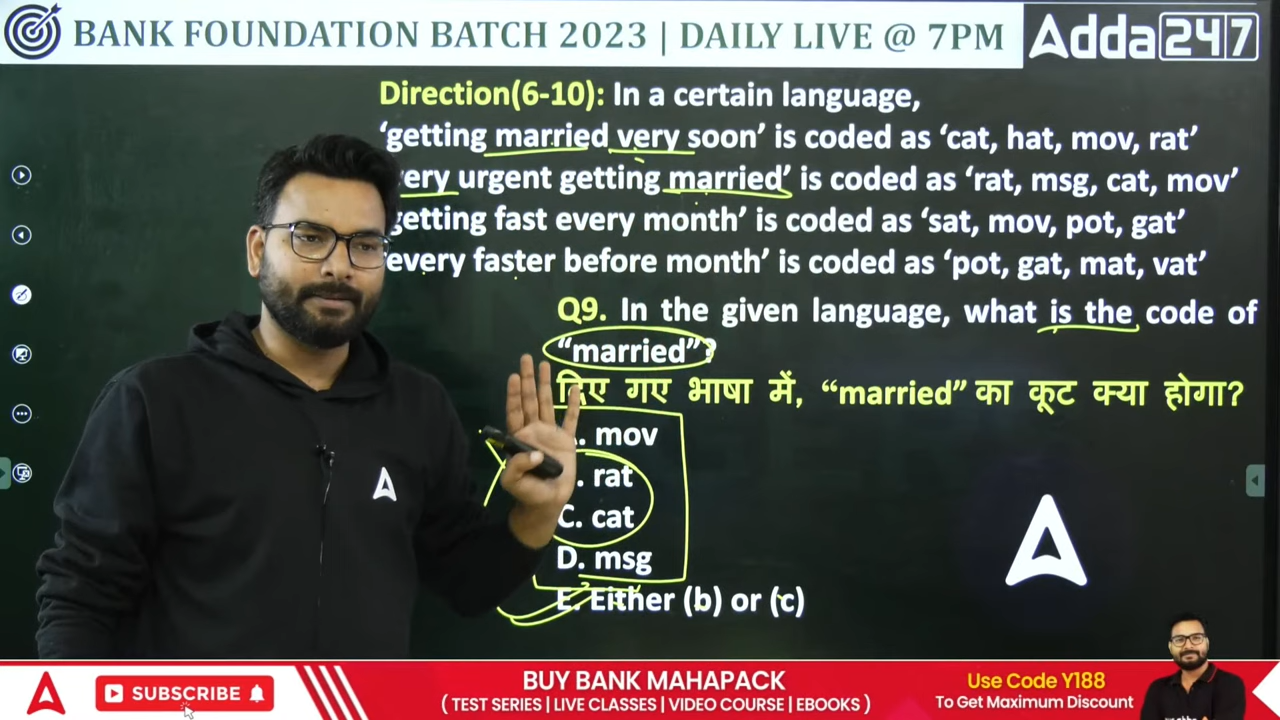 BANK FOUNDATION BATCH 2023 | DAILY LIVE @ 7PM
Adda 247
Direction(6-10): In a certain language,
‘getting married very soon’ is coded as ‘cat, hat, mov, rat’
very urgent getting married’ is coded as ‘rat, msg, cat, mov’
getting fast every month’ is coded as ‘sat, mov, pot, gat’
every faster before month’ is coded as ‘pot, gat, mat, vat’
Q9. In the given language, what is the code of
“married”?
दिए गए भाषा में, “married” का कूट क्या होगा?
mov
rat
C. cat
D. msg
E. Either (b) or (c)
SUBSCRIBE
BUY BANK MAHAPACK
( TEST SERIES | LIVE CLASSES | VIDEO COURSE | EBOOKS )
Use Code Y188
To Get Maximum Discount